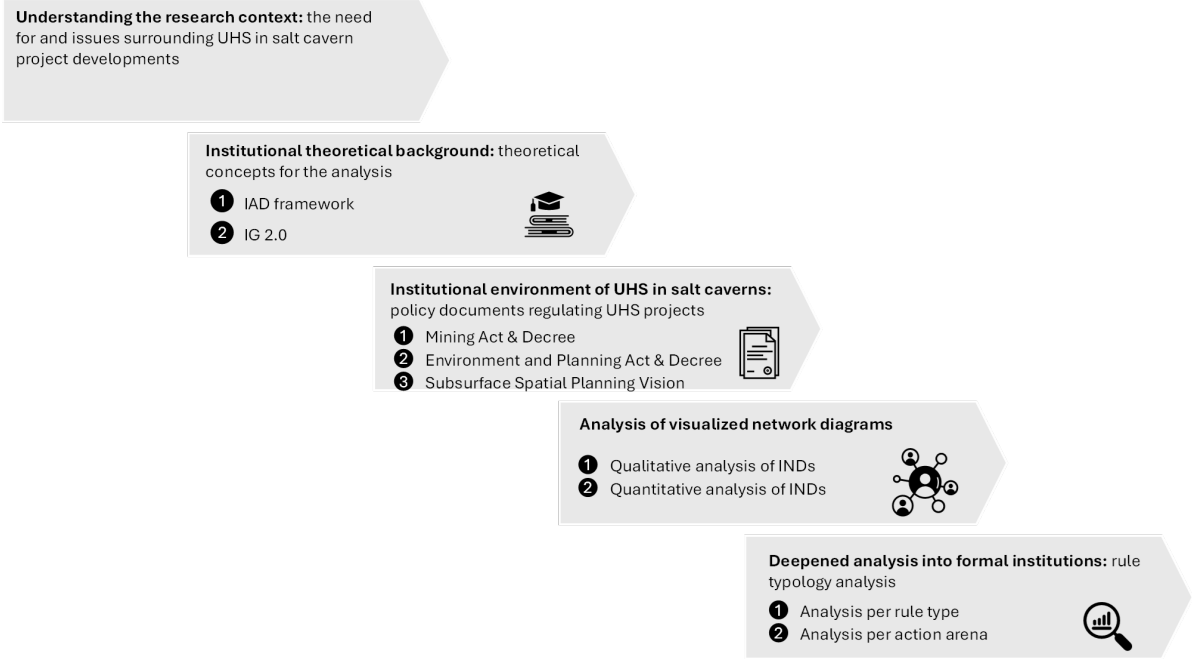 Understanding the research context: the need
for and issues surrounding UHS in salt cavern
project developments
Institutional theoretical background: theoretical
concepts for the analysis
1 IAD framework
2 IG 2.0
Institutional environment of UHS in salt caverns:
policy documents regulating UHS projects
1 Mining Act & Decree
2 Environment and Planning Act & Decree
3 Subsurface Spatial Planning Vision
Analysis of visualized network diagrams
1 Qualitative analysis of INDs
2 Quantitative analysis of INDs
Deepened analysis into formal institutions: rule
typology analysis
1 Analysis per rule type
2 Analysis per action arena